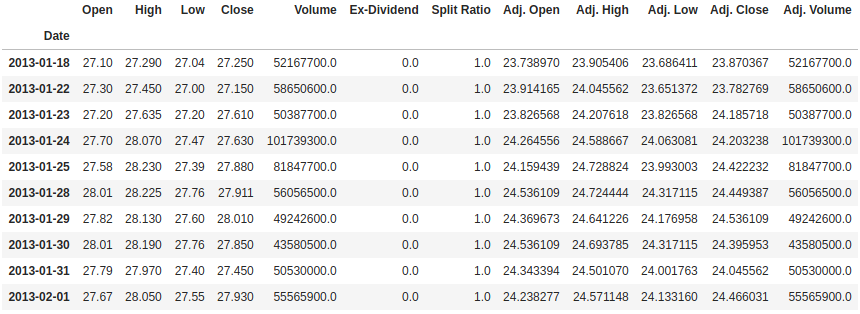 Open High Low Close Volume Ex-Dividend Split Ratio Adj. Open Adj. High Adj. Low Adj. Close Adj. Volume
Date
2013-01-18 27.10 27.290 27.04 27.250 52167700.0 0.0 1.0 23.738970 23.905406 23.686411 23.870367 52167700.0
2013-01-22 27.30 27.450 27.00 27.150 58650600.0 0.0 1.0 23.914165 24.045562 23.651372 23.782769 58650600.0
2013-01-23 27.20 27.635 27.20 27.610 50387700.0 0.0 1.0 23.826568 24.207618 23.826568 24.185718 50387700.0
2013-01-24 27.70 28.070 27.47 27.630 101739300.0 0.0 1.0 24.264556 24.588667 24.063081 24.203238 101739300.0
2013-01-25 27.58 28.230 27.39 27.880 81847700.0 0.0 1.0 24.159439 24.728824 23.993003 24.422232 81847700.0
2013-01-28 28.01 28.225 27.76 27.911 56056500.0 0.0 1.0 24.536109 24.724444 24.317115 24.449387 56056500.0
2013-01-29 27.82 28.130 27.60 28.010 49242600.0 0.0 1.0 24.369673 24.641226 24.176958 24.536109 49242600.0
2013-01-30 28.01 28.190 27.76 27.850 43580500.0 0.0 1.0 24.536109 24.693785 24.317115 24.395953 43580500.0
2013-01-31 27.79 27.970 27.40 27.450 50530000.0 0.0 1.0 24.343394 24.501070 24.001763 24.045562 50530000.0
2013-02-01 27.67 28.050 27.55 27.930 55565900.0 0.0 1.0 24.238277 24.571148 24.133160 24.466031 55565900.0